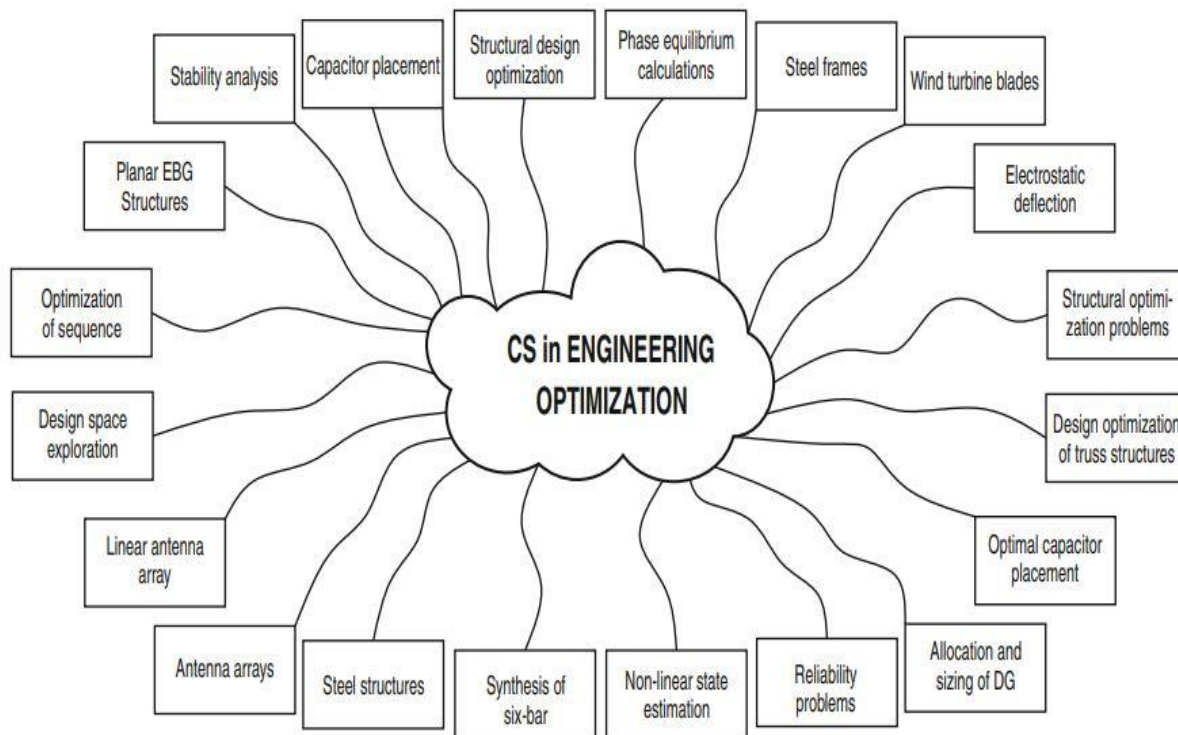 Stability analysis
Capacitor placement
Structural design
optimization
Phase equilibrium
calculations
Steel frames
Wind turbine blades
Planar EBG
Structures
Electrostatic
deflection
Optimization
of sequence
Structural optimi-
zation problems
CS in ENGINEERING
OPTIMIZATION
Design space
exploration
Design optimization
of truss structures
Linear antenna
array
Optimal capacitor
placement
Antenna arrays
Steel structures
Synthesis of
six-bar
Non-linear state
estimation
Reliability
problems
Allocation and
sizing of DG